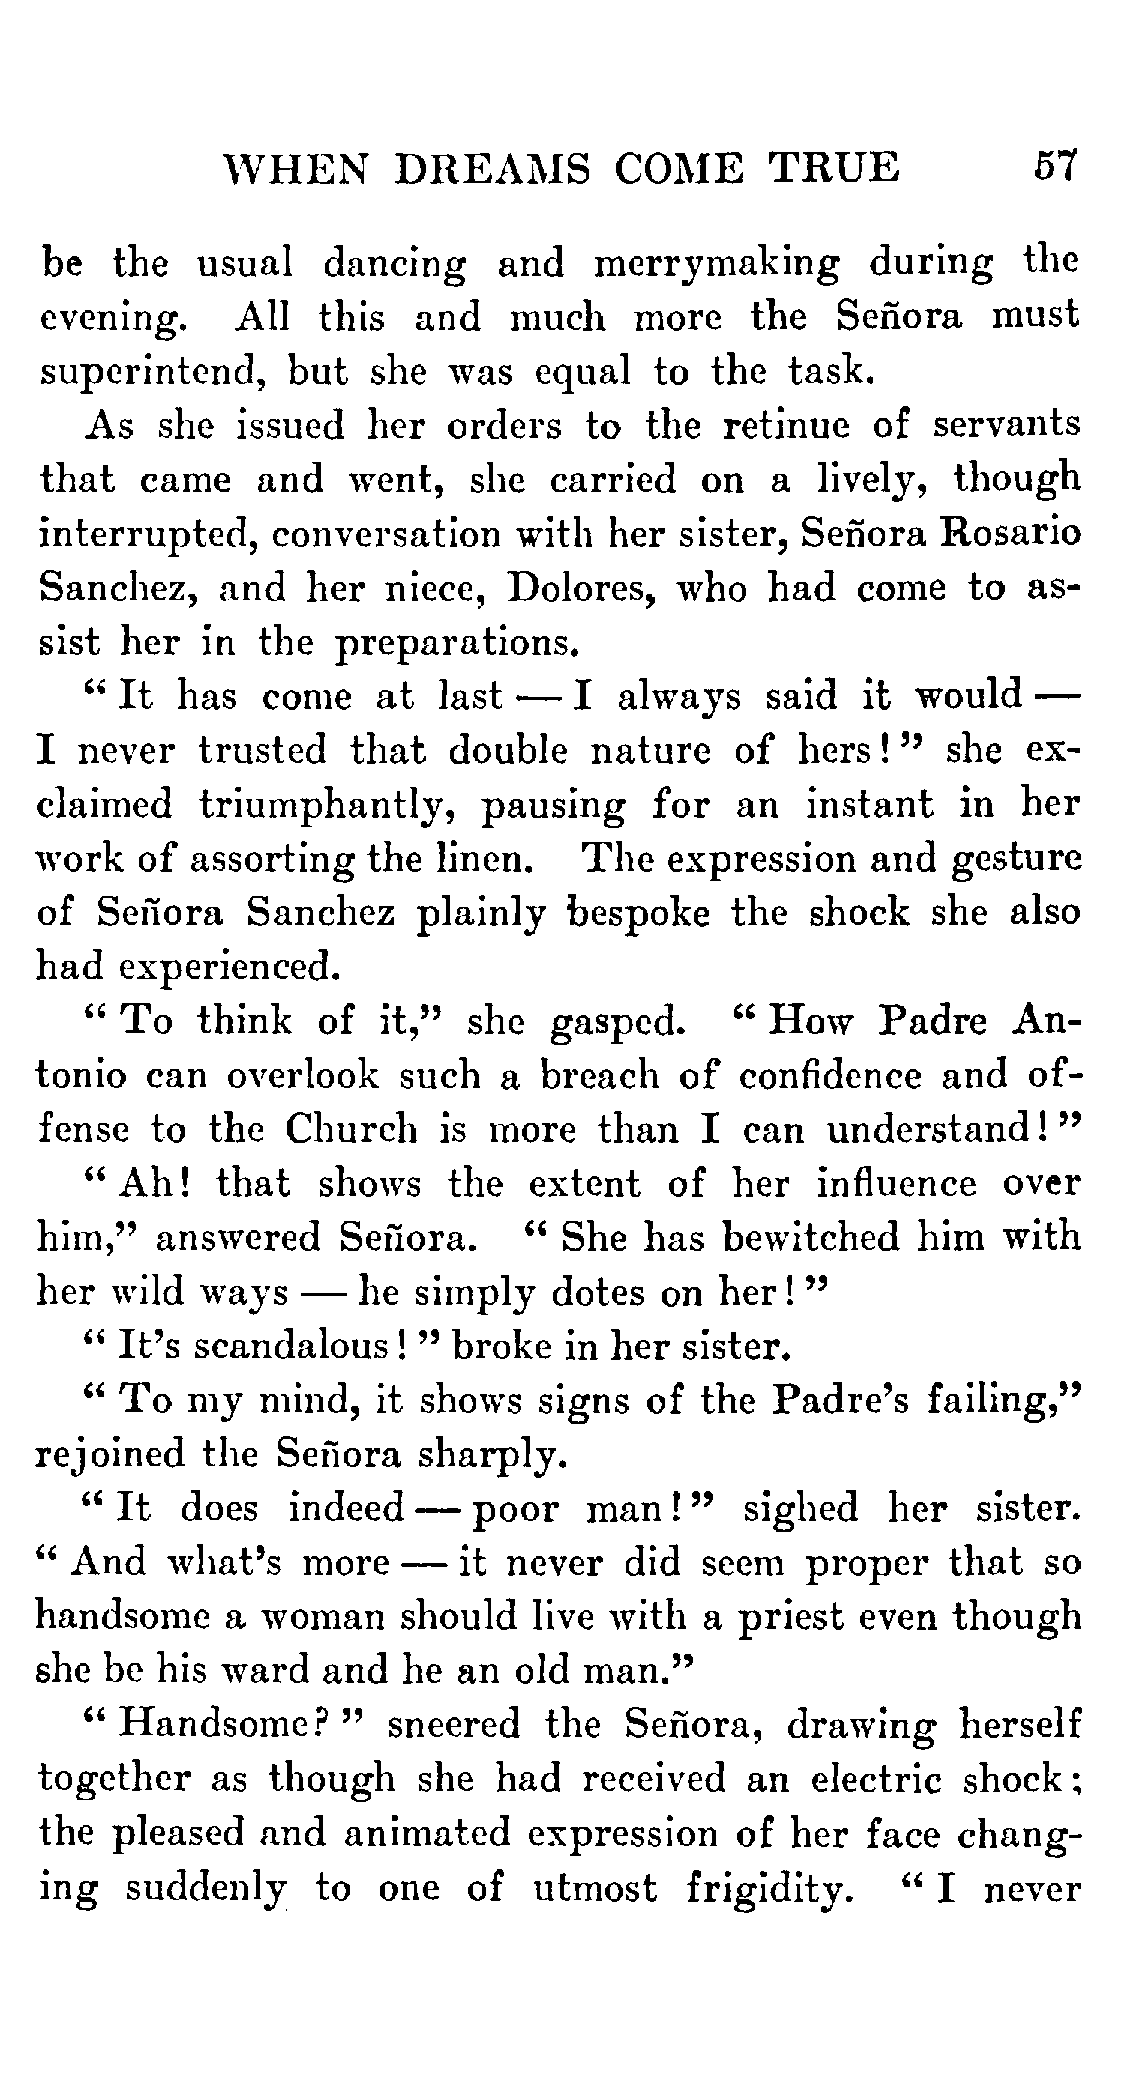 WHEN DREAMS COME TRUE 57
be the usual dancing and merrymaking during the
evening. All this and much more the Señora must
superintend, but she was equal to the task.
As she issued her orders to the retinue of servants
that came and went, she carried on a lively, though
interrupted, conversation with her sister, Señora Rosario
Sanchez, and her niece, Dolores, who had come to as-
sist her in the preparations.
“ It has come at last — I always said it would —
I never trusted that double nature of hers ! ” she ex-
claimed triumphantly, pausing for an instant in her
work of assorting the linen. The expression and gesture
of Señora Sanchez plainly bespoke the shock she also
had experienced.
“ To think of it,” she gasped. “ How Padre An-
tonio can overlook such a breach of confidence and of-
fense to the Church is more than I can understand! ”
“ Ah! that shows the extent of her influence over
him,” answered Señora. “ She has bewitched him with
her wild ways — he simply dotes on her! ”
“ It’s scandalous ! ” broke in her sister.
“ To my mind, it shows signs of the Padre’s failing,”
rejoined the Señora sharply.
“ It does indeed — poor man ! ” sighed her sister.
“ And what’s more — it never did seem proper that so
handsome a woman should live with a priest even though
she be his ward and he an old man.”
“ Handsome? ” sneered the Señora, drawing herself
together as though she had received an electric shock ;
the pleased and animated expression of her face chang-
ing suddenly to one of utmost frigidity. “ I never